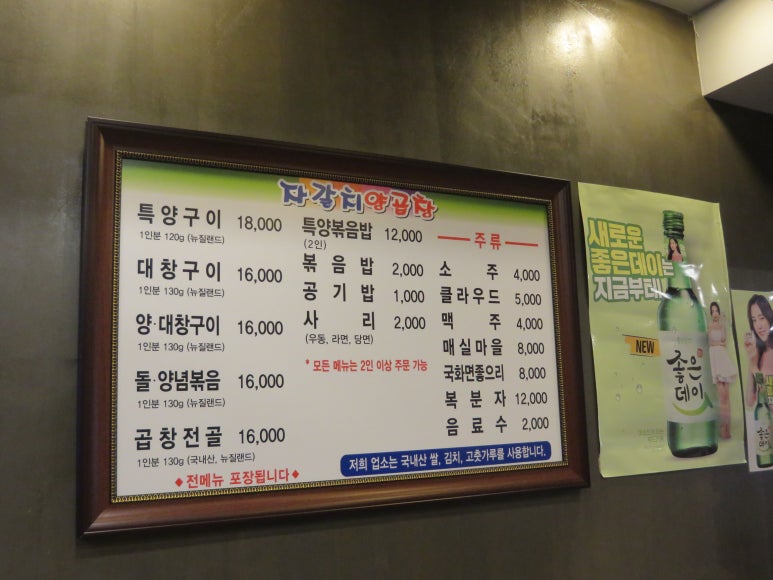 자갈치양곱창
특양구이 18,000
1인분 120g (뉴질랜드)
대창구이 16,000
1인분 130g (뉴질랜드)
양·대창구이 16,000
1인분 130g (뉴질랜드)
돌·양념볶음 16,000
1인분 130g (뉴질랜드)
곱창전골 16,000
1인분 130g (국내산, 뉴질랜드)
◆전메뉴 포장됩니다◆
특양볶음밥 12,000
(2인)
볶음밥 2,000
공기밥 1,000
사리 2,000
(우동, 라면, 당면)
* 모든 메뉴는 2인 이상 주문 가능
주류
소주 4,000
클라우드 5,000
맥주 4,000
매실마을 8,000
국화면좋으리 8,000
복분자 12,000
음료수 2,000
저희 업소는 국내산 쌀, 김치, 고춧가루를 사용합니다.
새로운
좋은데이는
지금부터!
NEW
좋은
데이
좋은
데이